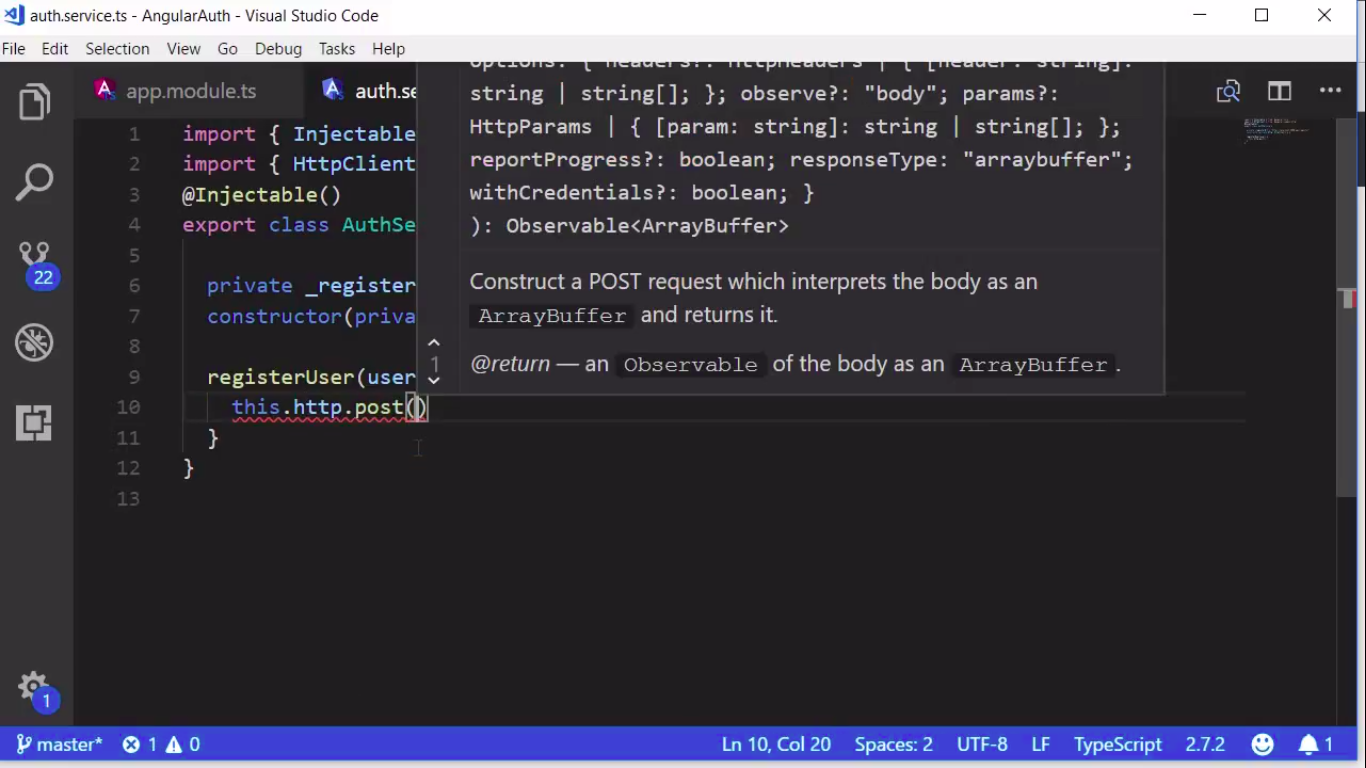 auth.service.ts - AngularAuth - Visual Studio Code
File Edit Selection View Go Debug Tasks Help
app.module.ts auth.se
options: { headers?: HttpHeaders | { [header: string]:
string | string[]; }; observe?: "body"; params?:
HttpParams | { [param: string]: string | string[]; };
reportProgress?: boolean; responseType: "arraybuffer";
withCredentials?: boolean; }
): Observable<ArrayBuffer>
Construct a POST request which interprets the body as an
ArrayBuffer and returns it.
1
@return — an Observable of the body as an ArrayBuffer.
1 import { Injectable
2 import { HttpClient
3 @Injectable()
4 export class AuthSe
5
6 private _register
7 constructor(priva
8
9 registerUser(user
10 this.http.post()
11 }
12 }
13
22
1
master* 1 0 Ln 10, Col 20 Spaces: 2 UTF-8 LF TypeScript 2.7.2 1